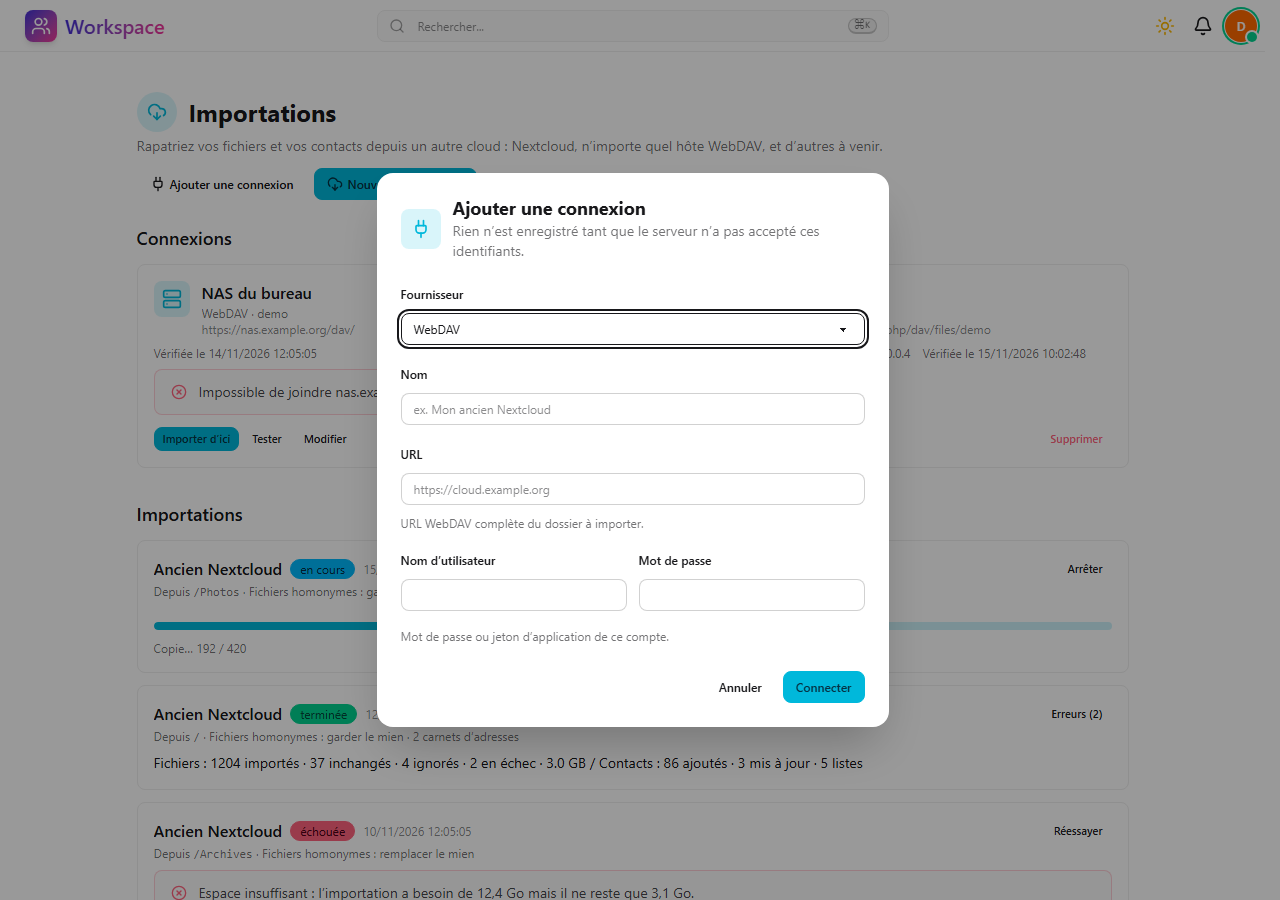 Workspace
Rechercher...
⌘K
D
Importations
Rapatriez vos fichiers et vos contacts depuis un autre cloud : Nextcloud, n’importe quel hôte WebDAV, et d’autres à venir.
Ajouter une connexion
Connexions
NAS du bureau
WebDAV · demo
https://nas.example.org/dav/
Vérifiée le 14/11/2026 12:05:05
Importer d’ici
Tester
Modifier
php/dav/files/demo
0.0.4 Vérifiée le 15/11/2026 10:02:48
Supprimer
Ajouter une connexion
Rien n’est enregistré tant que le serveur n’a pas accepté ces
identifiants.
Fournisseur
WebDAV
Nom
ex. Mon ancien Nextcloud
URL
https://cloud.example.org
URL WebDAV complète du dossier à importer.
Nom d’utilisateur
Mot de passe
Mot de passe ou jeton d’application de ce compte.
Annuler
Connecter
Importations
Ancien Nextcloud en cours
Arrêter
Depuis /Photos · Fichiers homonymes :
Copie... 192 / 420
Ancien Nextcloud terminée
Erreurs (2)
Depuis / · Fichiers homonymes : garder le mien · 2 carnets d’adresses
Fichiers : 1204 importés · 37 inchangés · 4 ignorés · 2 en échec · 3.0 GB / Contacts : 86 ajoutés · 3 mis à jour · 5 listes
Ancien Nextcloud échouée 10/11/2026 12:05:05
Réessayer
Depuis /Archives · Fichiers homonymes : remplacer le mien
Espace insuffisant : l’importation a besoin de 12,4 Go mais il ne reste que 3,1 Go.
Impossible de joindre